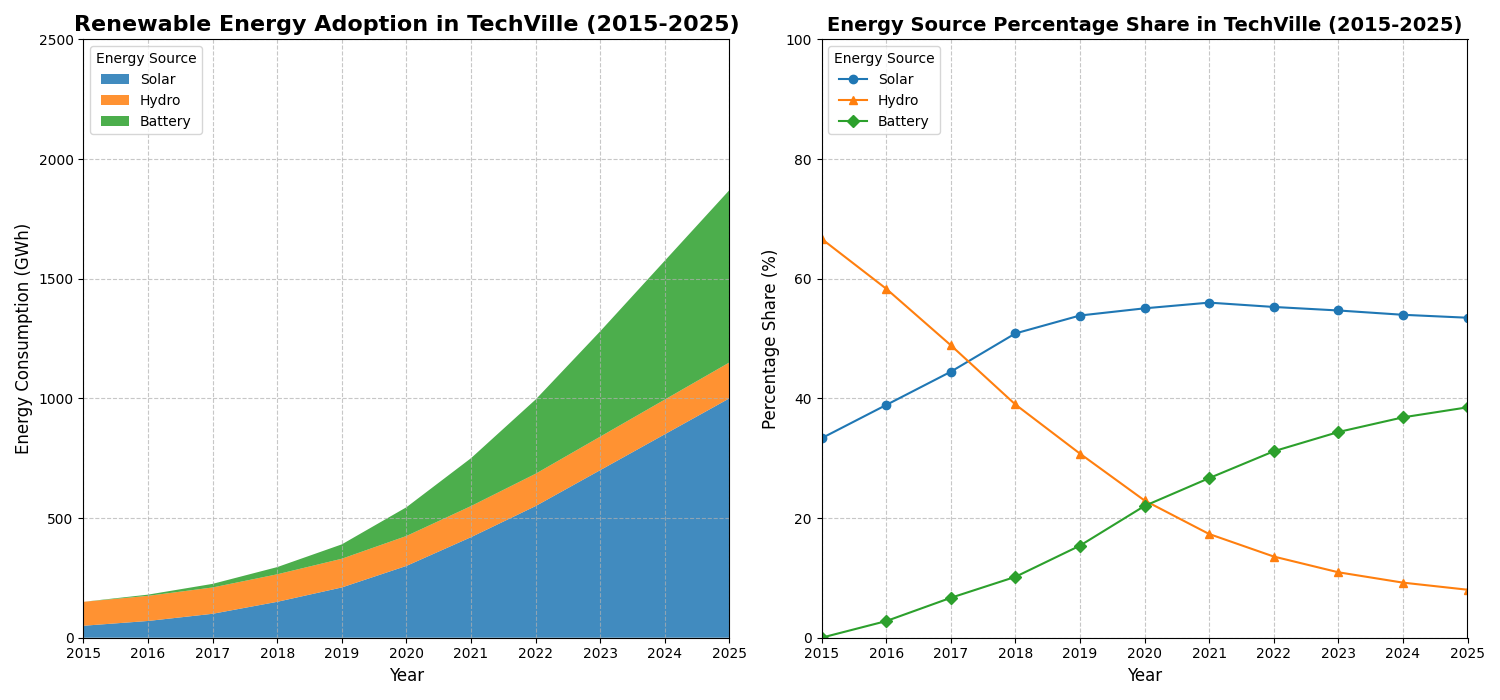 Renewable Energy Adoption in TechVille (2015-2025)
Energy Consumption (GWh)
2500
2000
1500
1000
500
0
Energy Source
Solar
Hydro
Battery
2015 2016 2017 2018 2019 2020 2021 2022 2023 2024 2025
Year
Energy Source Percentage Share in TechVille (2015-2025)
Percentage Share (%)
100
80
60
40
20
0
Energy Source
Solar
Hydro
Battery
2015 2016 2017 2018 2019 2020 2021 2022 2023 2024 2025
Year